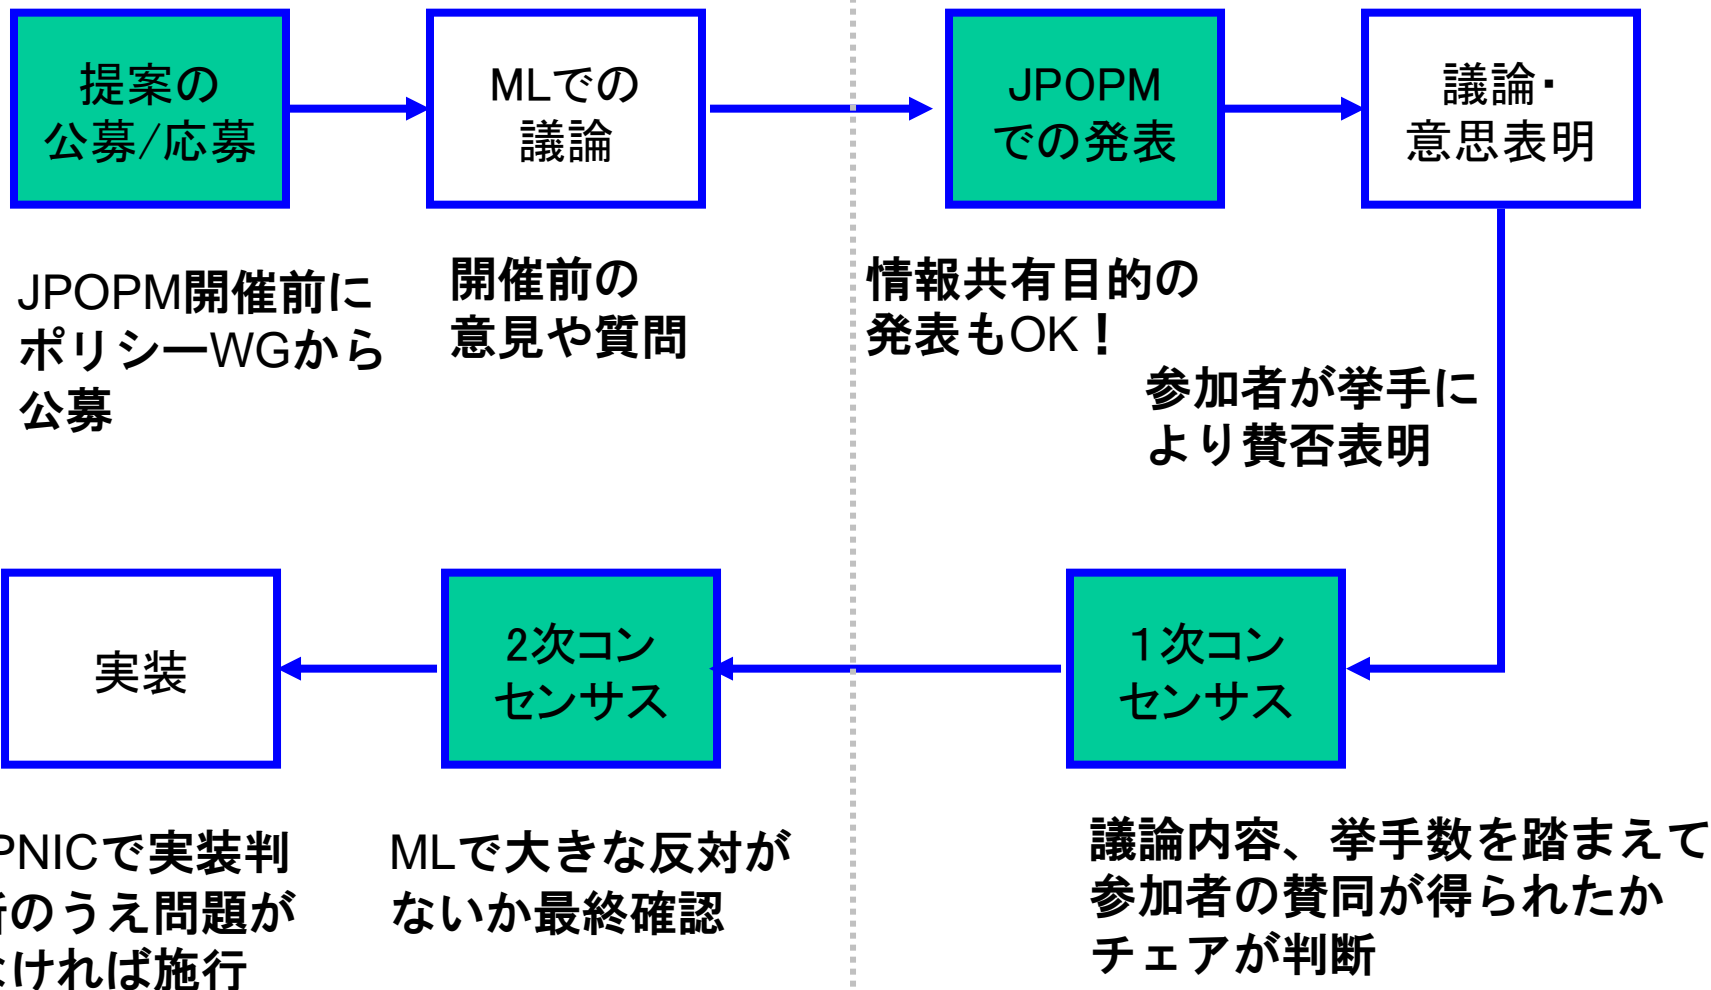 提案の
公募/応募
MLでの
議論
JPOPM
での発表
議論・
意思表明
JPOPM開催前に
ポリシーWGから
公募
開催前の
意見や質問
情報共有目的の
発表もOK！
参加者が挙手に
より賛否表明
実装
2次コン
センサス
１次コン
センサス
PNICで実装判
のうえ問題が
ければ施行
MLで大きな反対が
ないか最終確認
議論内容、挙手数を踏まえて
参加者の賛同が得られたか
チェアが判断